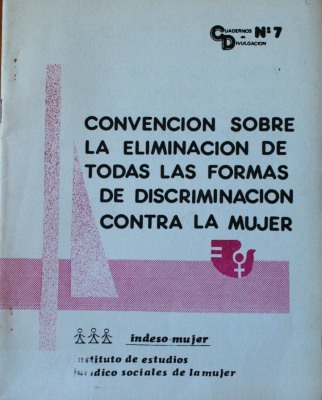 CUADERNOS DE DIVULGACION Nº 7
CONVENCION SOBRE
LA ELIMINACION DE
TODAS LAS FORMAS
DE DISCRIMINACION
CONTRA LA MUJER
indeso-mujer
nstituto de estudios
jurídico sociales de la mujer